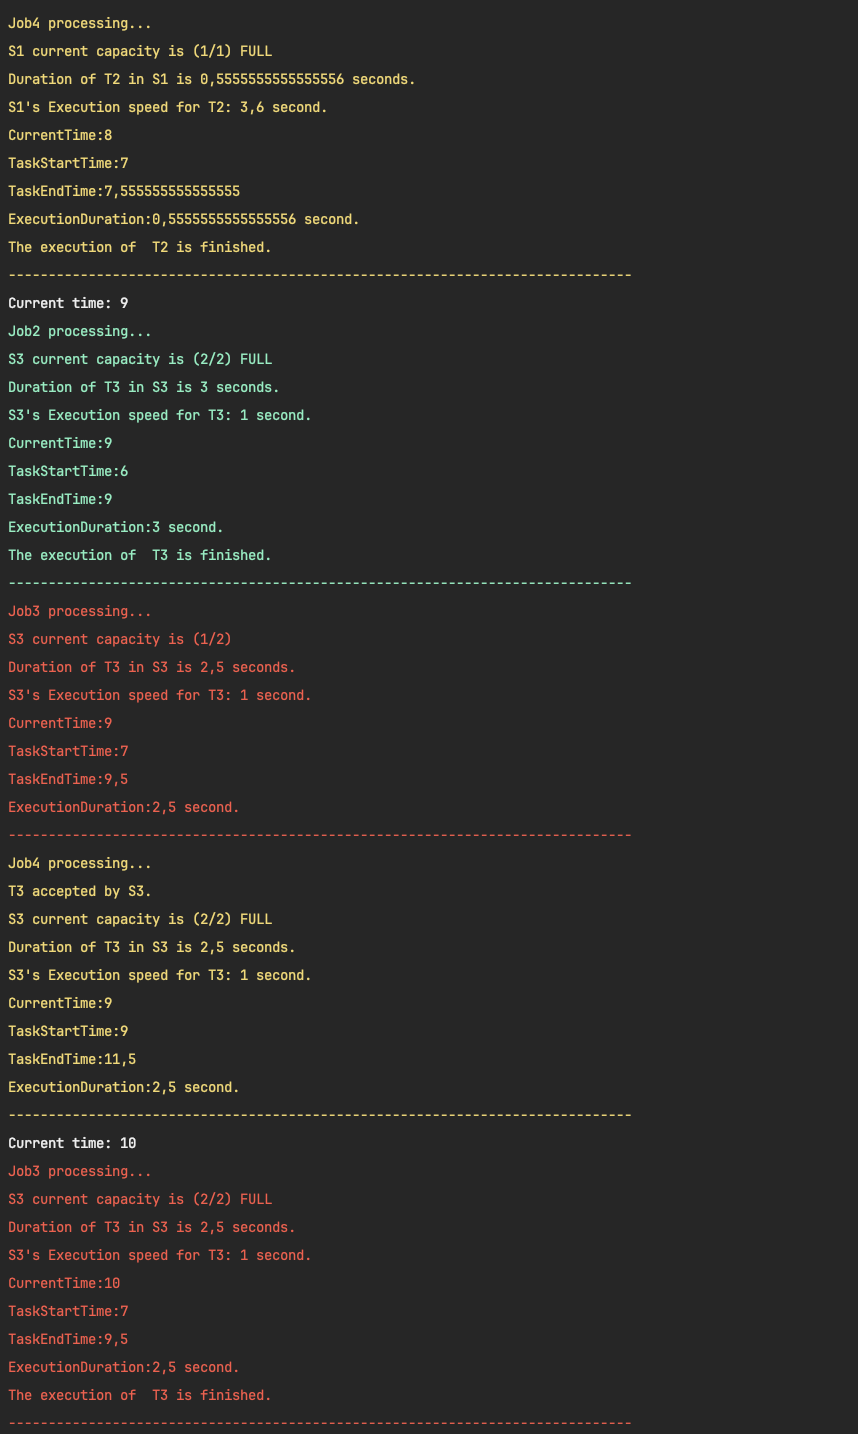 Job4 processing...
S1 current capacity is (1/1) FULL
Duration of T2 in S1 is 0,5555555555555556 seconds.
S1's Execution speed for T2: 3,6 second.
CurrentTime:8
TaskStartTime:7
TaskEndTime:7,555555555555555
ExecutionDuration:0,5555555555555556 second.
The execution of  T2 is finished.
------------------------------------------------------------------------------
Current time: 9
Job2 processing...
S3 current capacity is (2/2) FULL
Duration of T3 in S3 is 3 seconds.
S3's Execution speed for T3: 1 second.
CurrentTime:9
TaskStartTime:6
TaskEndTime:9
ExecutionDuration:3 second.
The execution of  T3 is finished.
------------------------------------------------------------------------------
Job3 processing...
S3 current capacity is (1/2)
Duration of T3 in S3 is 2,5 seconds.
S3's Execution speed for T3: 1 second.
CurrentTime:9
TaskStartTime:7
TaskEndTime:9,5
ExecutionDuration:2,5 second.
------------------------------------------------------------------------------
Job4 processing...
T3 accepted by S3.
S3 current capacity is (2/2) FULL
Duration of T3 in S3 is 2,5 seconds.
S3's Execution speed for T3: 1 second.
CurrentTime:9
TaskStartTime:9
TaskEndTime:11,5
ExecutionDuration:2,5 second.
------------------------------------------------------------------------------
Current time: 10
Job3 processing...
S3 current capacity is (2/2) FULL
Duration of T3 in S3 is 2,5 seconds.
S3's Execution speed for T3: 1 second.
CurrentTime:10
TaskStartTime:7
TaskEndTime:9,5
ExecutionDuration:2,5 second.
The execution of  T3 is finished.
------------------------------------------------------------------------------